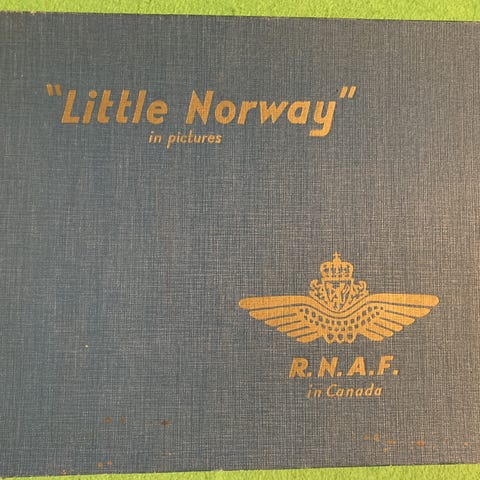 "Little Norway"
in pictures
R.N.A.F.
in Canada